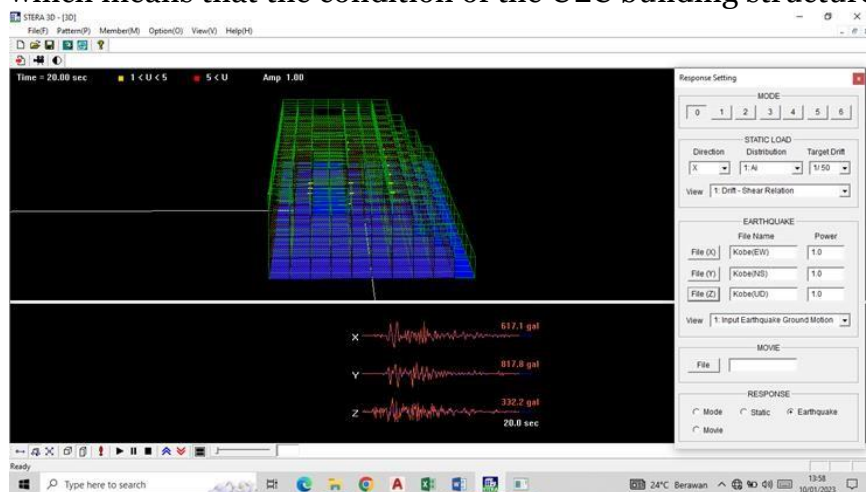 which means that the condition of the
STERA 3D - [3D]
File(F) Pattern(P) Member(M) Option(O) View(V) Help(H)
Time = 20.00 sec 1 < U < 5 5 < U Amp 1.00
Response Setting
MODE
0 1 2 3 4 5 6
STATIC LOAD
Direction Distribution Target Drift
X 1: Ai 1/50
View 1: Drift - Shear Relation
EARTHQUAKE
File Name Power
File (X) Kobe(EW) 1.0
File (Y) Kobe(NS) 1.0
File (Z) Kobe(UD) 1.0
View 1: Input Earthquake Ground Motion
MOVIE
File
RESPONSE
Mode Static Earthquake
Movie
X 617.1 gal
Y 817.8 gal
Z 332.2 gal
20.0 sec
Ready
Type here to search
24°C Berawan
13:58
10/01/2023